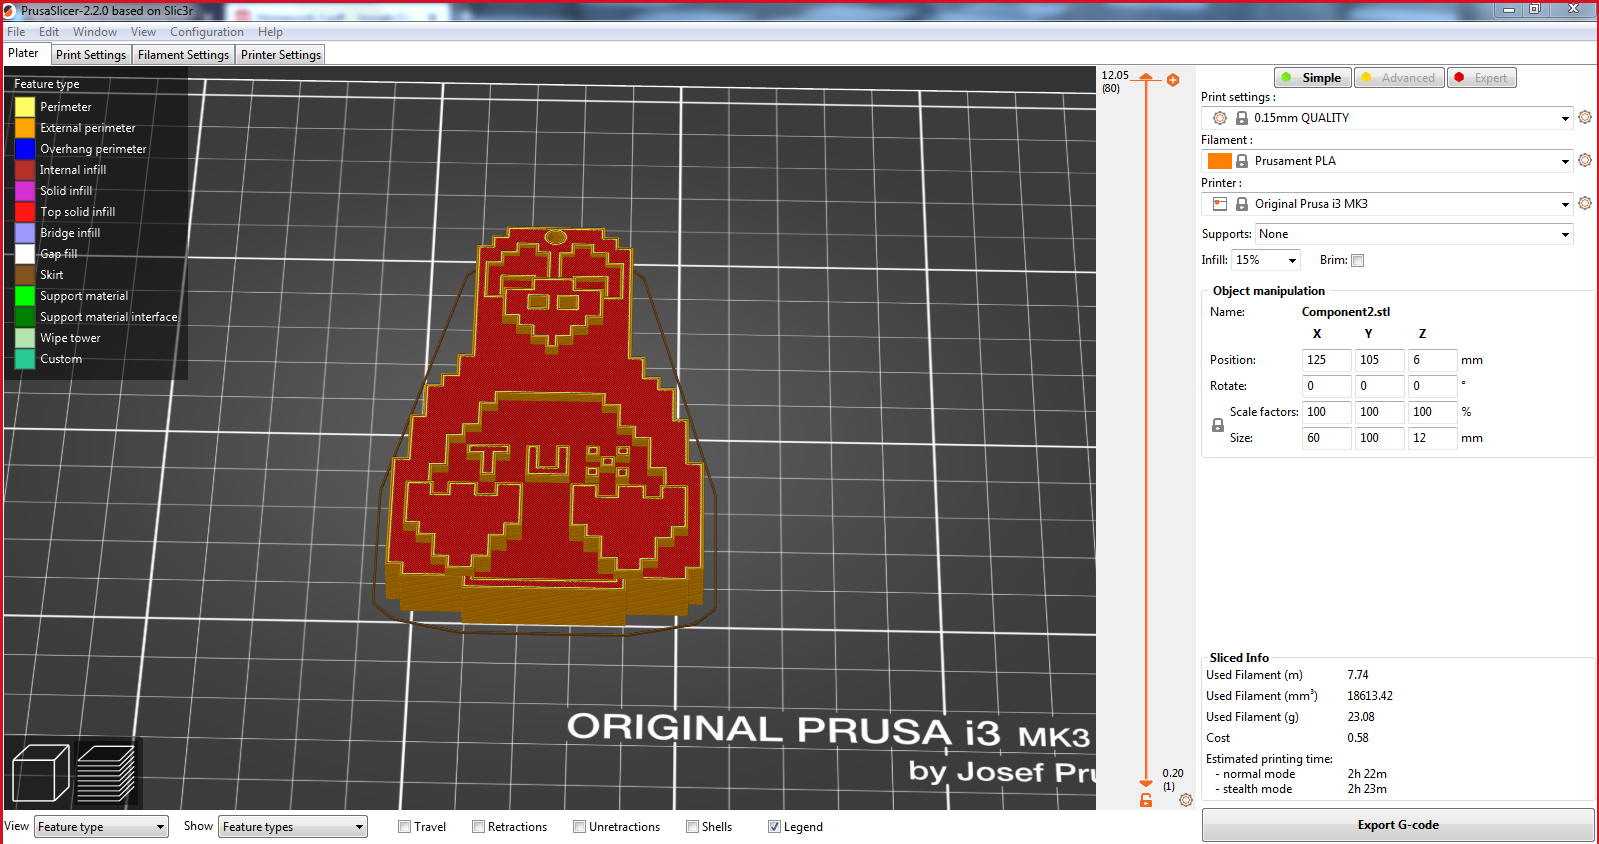 PrusaSlicer-2.2.0 based on Slic3r
File Edit Window View Configuration Help
Plater Print Settings Filament Settings Printer Settings
Feature type
Perimeter
External perimeter
Overhang perimeter
Internal infill
Solid infill
Top solid infill
Bridge infill
Gap fill
Skirt
Support material
Support material interface
Wipe tower
Custom
TUX
ORIGINAL PRUSA i3 MK3
by Josef Pru
12.05
(80)
0.20
(1)
Simple Advanced Expert
Print settings :
0.15mm QUALITY
Filament :
Prusament PLA
Printer :
Original Prusa i3 MK3
Supports: None
Infill: 15% Brim:
Object manipulation
Name: Component2.stl
X Y Z
Position: 125 105 6 mm
Rotate: 0 0 0 °
Scale factors: 100 100 100 %
Size: 60 100 12 mm
Sliced Info
Used Filament (m) 7.74
Used Filament (mm³) 18613.42
Used Filament (g) 23.08
Cost 0.58
Estimated printing time:
- normal mode 2h 22m
- stealth mode 2h 23m
View Feature type Show Feature types Travel Retractions Unretractions Shells Legend
Export G-code